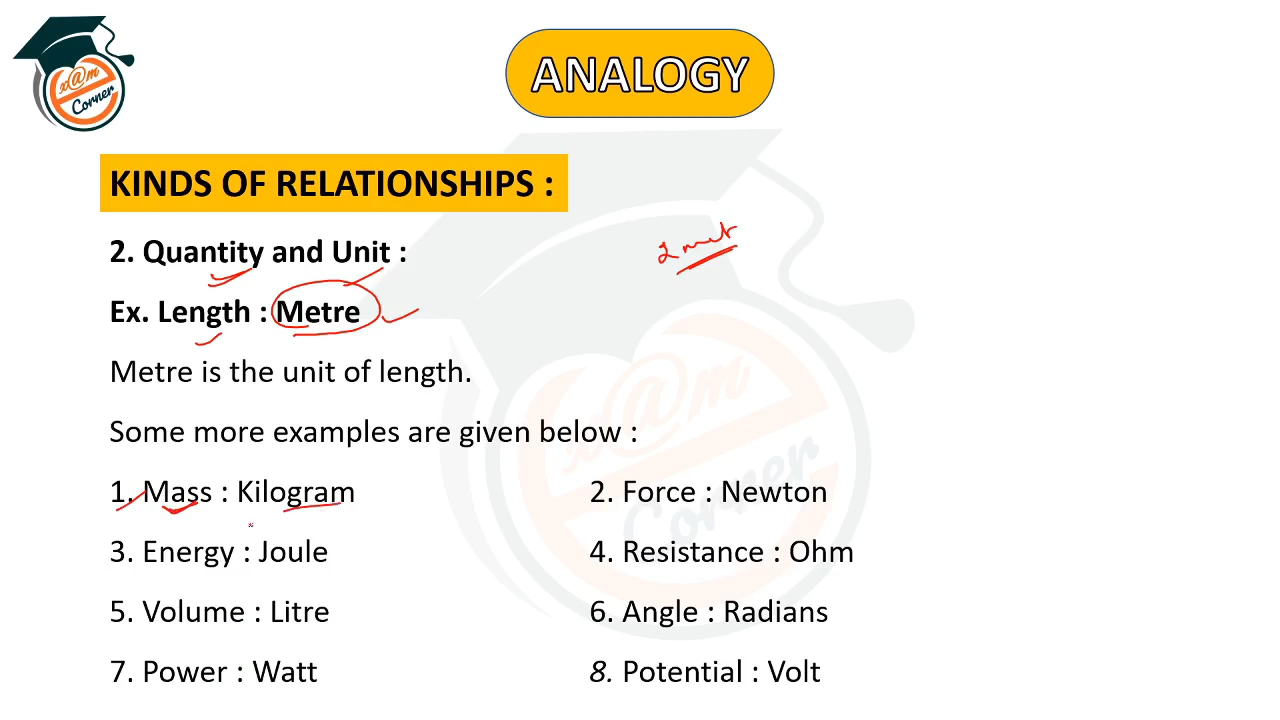 x@m
Corner
ANALOGY
KINDS OF RELATIONSHIPS :
2. Quantity and Unit :
Ex. Length : Metre
Metre is the unit of length.
Some more examples are given below :
1. Mass : Kilogram
2. Force : Newton
3. Energy : Joule
4. Resistance : Ohm
5. Volume : Litre
6. Angle : Radians
7. Power : Watt
8. Potential : Volt
x@m
Corner